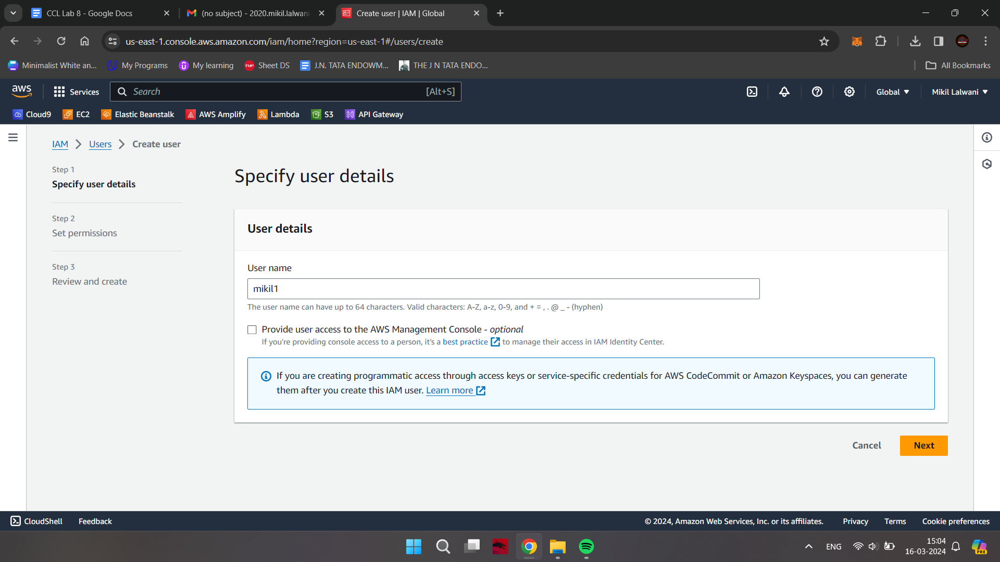 CCL Lab 8 - Google Docs
(no subject) - 2020.mikil.lalwani
Create user | IAM | Global
us-east-1.console.aws.amazon.com/iam/home?region=us-east-1#/users/create
Minimalist White an...
My Programs
My learning
TUF
Sheet DS
J.N. TATA ENDOWM...
THE J N TATA ENDO...
All Bookmarks
aws
Services
Search
[Alt+S]
Global
Mikil Lalwani
Cloud9
EC2
Elastic Beanstalk
AWS Amplify
Lambda
S3
API Gateway
IAM
Users
Create user
Step 1
Specify user details
Step 2
Set permissions
Step 3
Review and create
Specify user details
User details
User name
mikil1
The user name can have up to 64 characters. Valid characters: A-Z, a-z, 0-9, and + = , . @ _ - (hyphen)
Provide user access to the AWS Management Console - optional
If you're providing console access to a person, it's a best practice to manage their access in IAM Identity Center.
If you are creating programmatic access through access keys or service-specific credentials for AWS CodeCommit or Amazon Keyspaces, you can generate
them after you create this IAM user. Learn more
Cancel
Next
CloudShell
Feedback
© 2024, Amazon Web Services, Inc. or its affiliates.
Privacy
Terms
Cookie preferences
ENG
15:04
16-03-2024
PRE